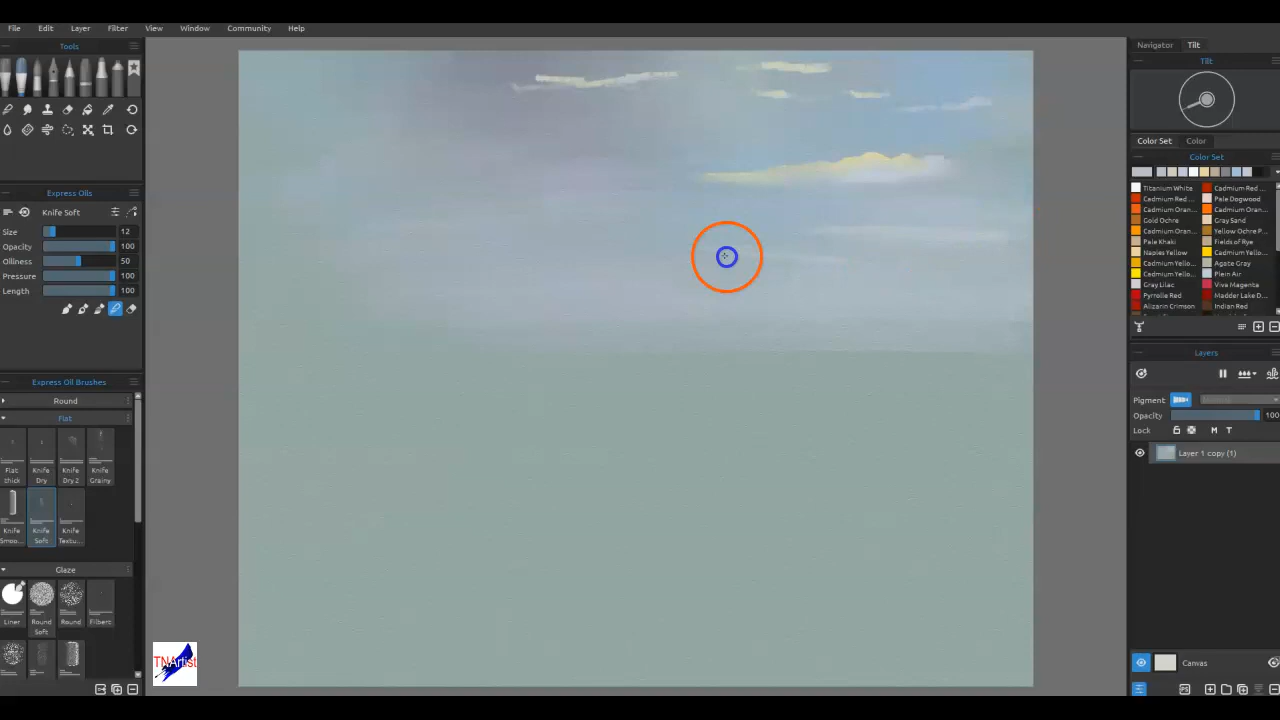 File Edit Layer Filter View Window Community Help
Tools
Express Oils
Knife Soft
Size 12
Opacity 100
Oiliness 50
Pressure 100
Length 100
Express Oil Brushes
Round
Flat
Flat thick
Knife Dry
Knife Dry 2
Knife Grainy
Knife Smoo...
Knife Soft
Knife Textu...
Glaze
Liner
Round Soft
Round
Filbert
TNArtist
Navigator Tilt
Tilt
Color Set Color
Color Set
Titanium White Cadmium Red ...
Cadmium Red ... Pale Dogwood
Cadmium Oran... Cadmium Oran...
Gold Ochre Gray Sand
Cadmium Oran... Yellow Ochre P...
Pale Khaki Fields of Rye
Naples Yellow Cadmium Yello...
Cadmium Yello... Agate Gray
Cadmium Yello... Plein Air
Gray Lilac Viva Magenta
Pyrrolla Red Madder Lake D...
Alizarin Crimson Indian Red
Layers
Pigment
Opacity 100
Lock M T
Layer 1 copy (1)
Canvas